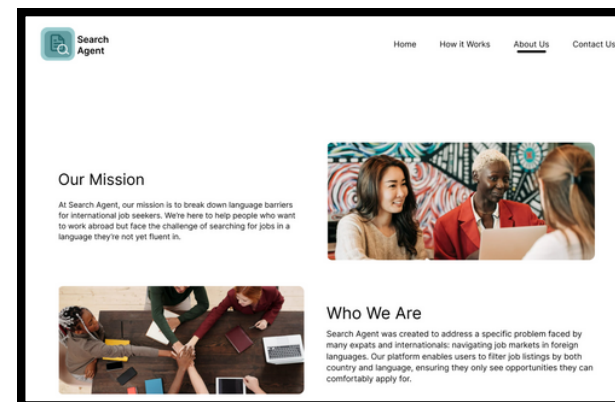 Search
Agent
Home How it Works About Us Contact Us
Our Mission
At Search Agent, our mission is to break down language barriers
for international job seekers. We're here to help people who want
to work abroad but face the challenge of searching for jobs in a
language they're not yet fluent in.
Who We Are
Search Agent was created to address a specific problem faced by
many expats and internationals: navigating job markets in foreign
languages. Our platform enables users to filter job listings by both
country and language, ensuring they only see opportunities they can
comfortably apply for.